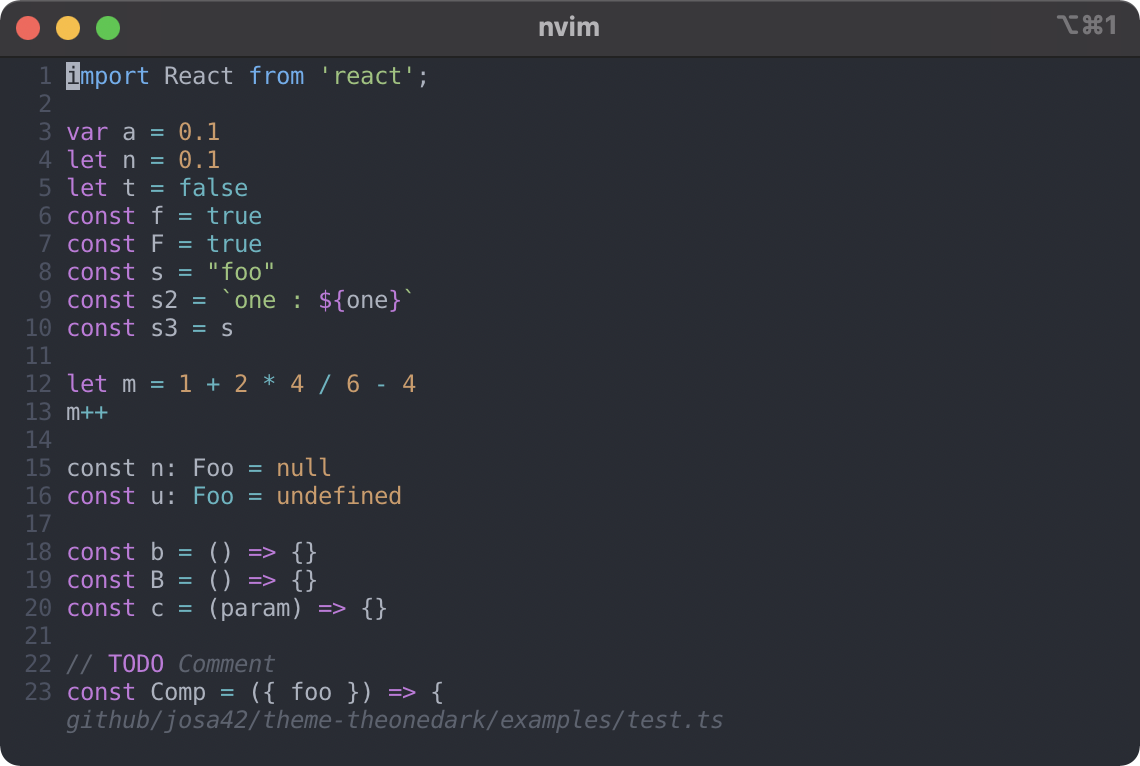 nvim
⌥⌘1
1 import React from 'react';
2
3 var a = 0.1
4 let n = 0.1
5 let t = false
6 const f = true
7 const F = true
8 const s = "foo"
9 const s2 = `one : ${one}`
10 const s3 = s
11
12 let m = 1 + 2 * 4 / 6 - 4
13 m++
14
15 const n: Foo = null
16 const u: Foo = undefined
17
18 const b = () => {}
19 const B = () => {}
20 const c = (param) => {}
21
22 // TODO Comment
23 const Comp = ({ foo }) => {
github/josa42/theme-theonedark/examples/test.ts